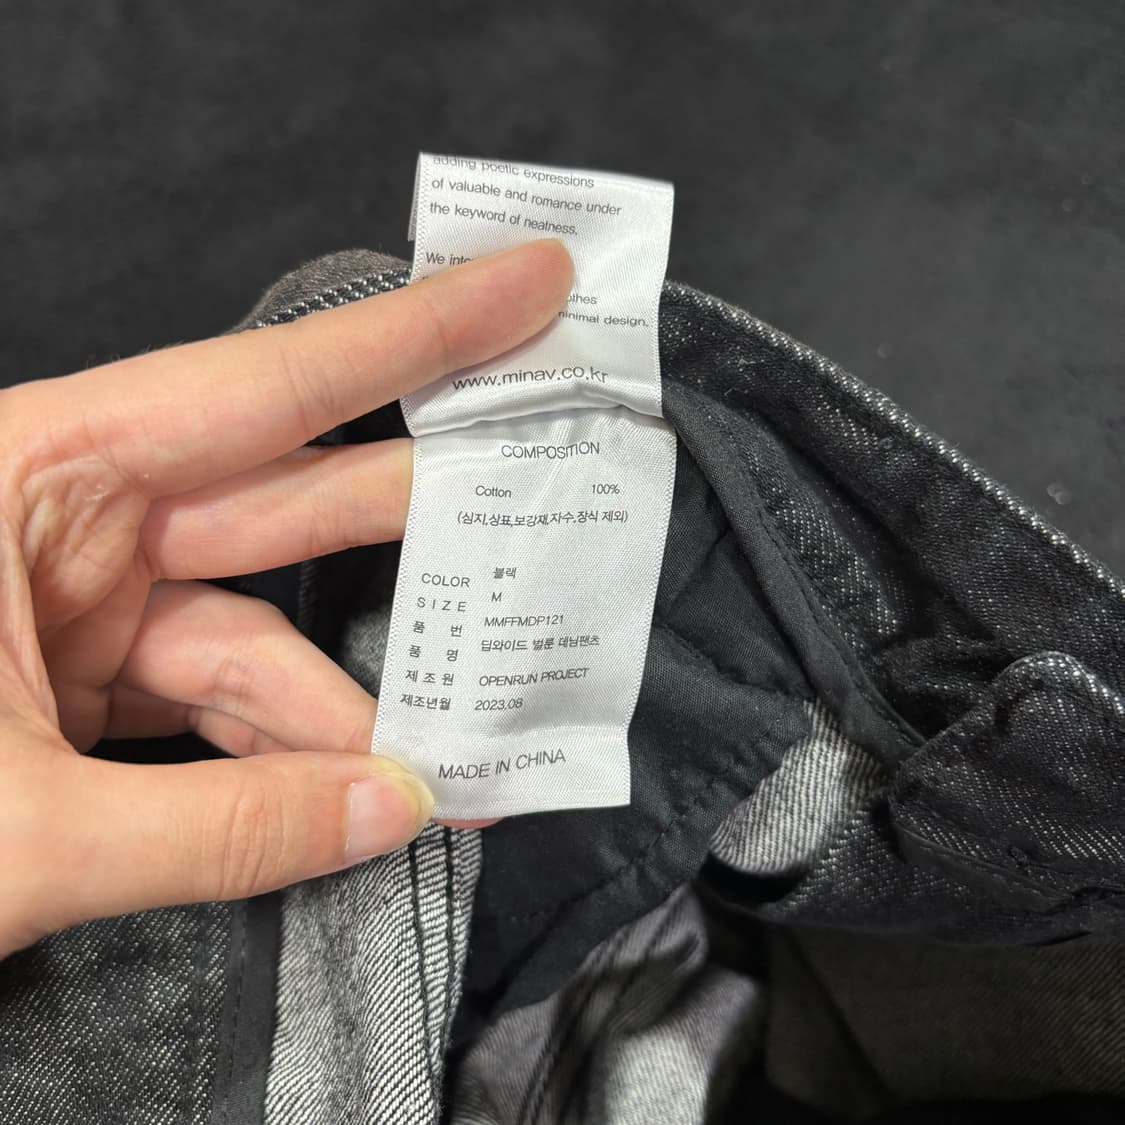 adding poetic expressions
of valuable and romance under
the keyword of neatness.
We
minimal design.
www.minav.co.kr
COMPOSITION
Cotton 100%
(심지,상표,보강재,자수,장식 제외)
COLOR 블랙
SIZE M
품 번 MMFFMDP121
품 명 딥와이드 벌룬 데님팬츠
제조원 OPENRUN PROJECT
제조년월 2023.08
MADE IN CHINA